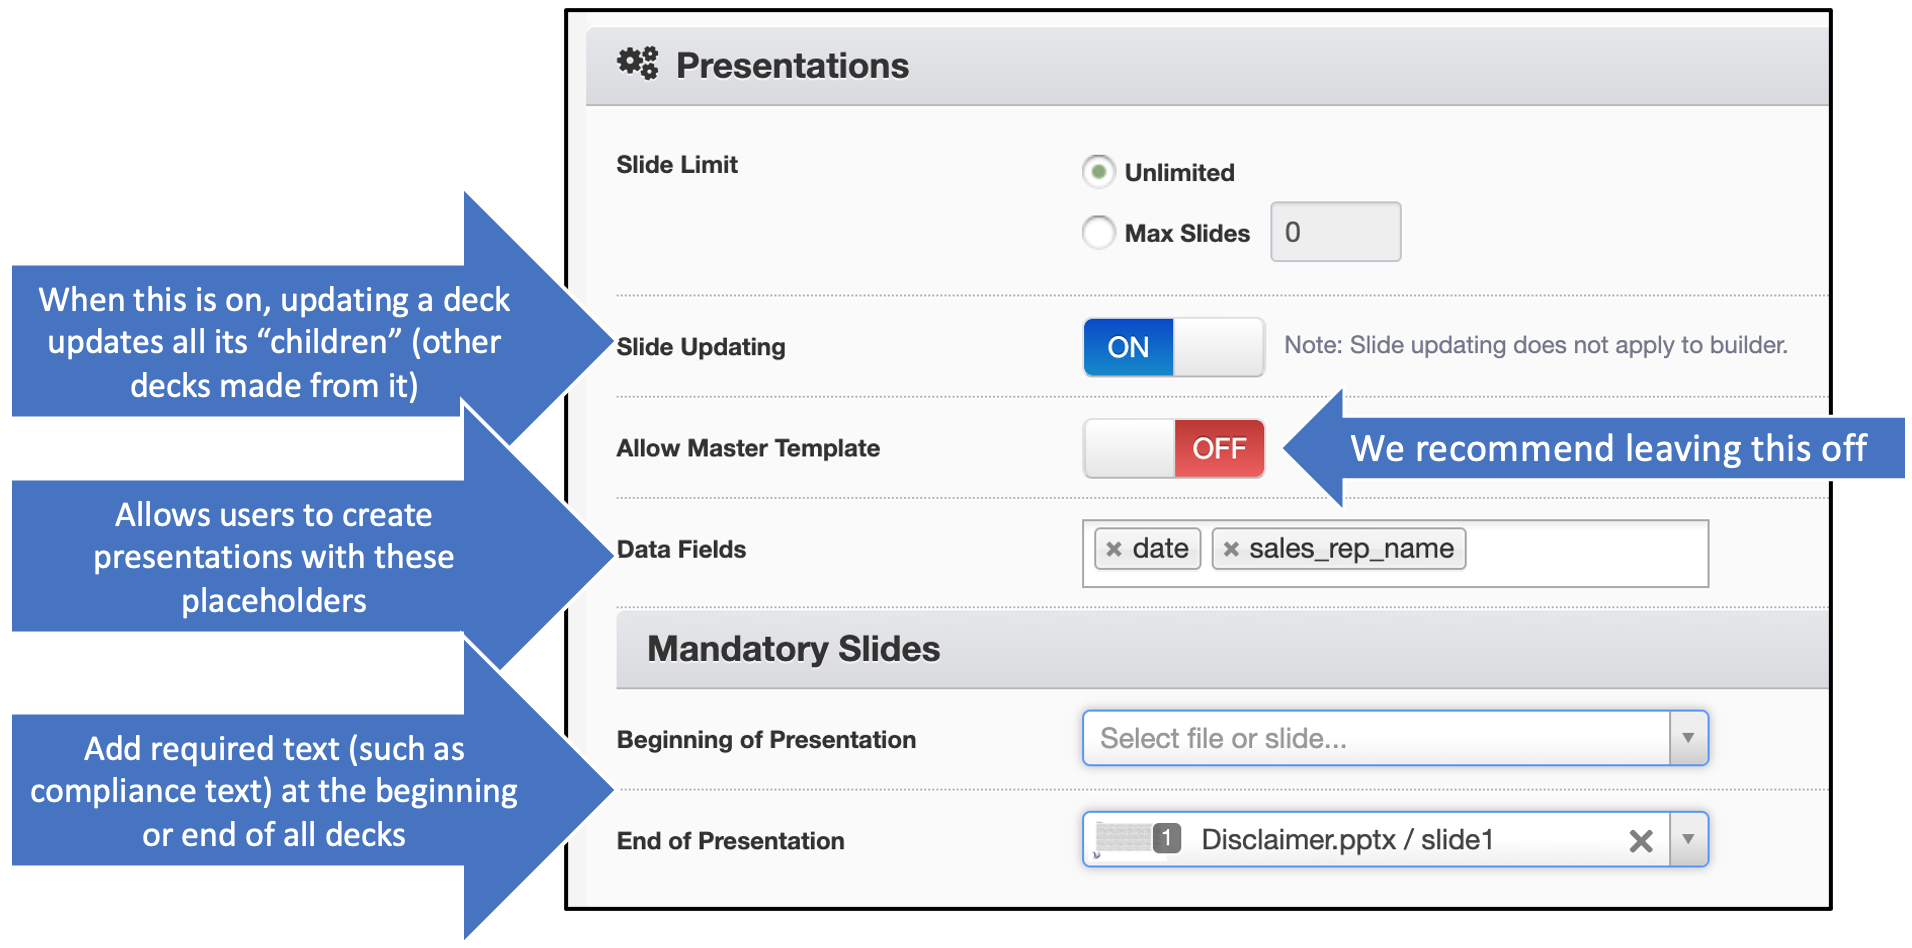 Presentations
Slide Limit
Unlimited
Max Slides 0
When this is on, updating a deck
updates all its “children” (other
decks made from it)
Slide Updating
ON
Note: Slide updating does not apply to builder.
Allow Master Template
OFF
We recommend leaving this off
Allows users to create
presentations with these
placeholders
Data Fields
× date × sales_rep_name
Mandatory Slides
Add required text (such as
compliance text) at the beginning
or end of all decks
Beginning of Presentation
Select file or slide...
End of Presentation
1 Disclaimer.pptx / slide1